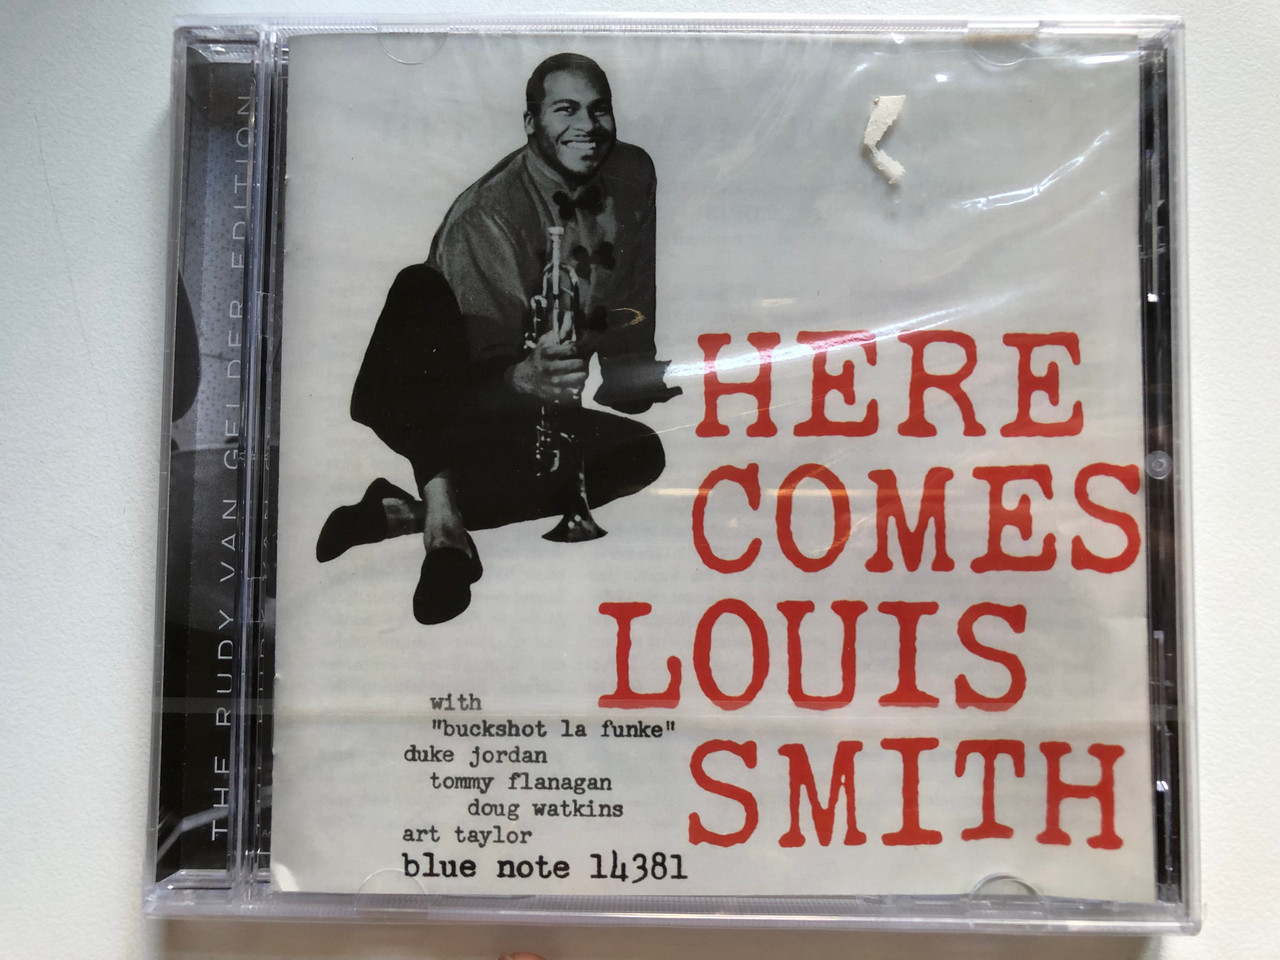 THE RUDY VAN GELDER EDITION
HERE
COMES
LOUIS
SMITH
with
"buckshot la funke"
duke jordan
tommy flanagan
doug watkins
art taylor
blue note 14381